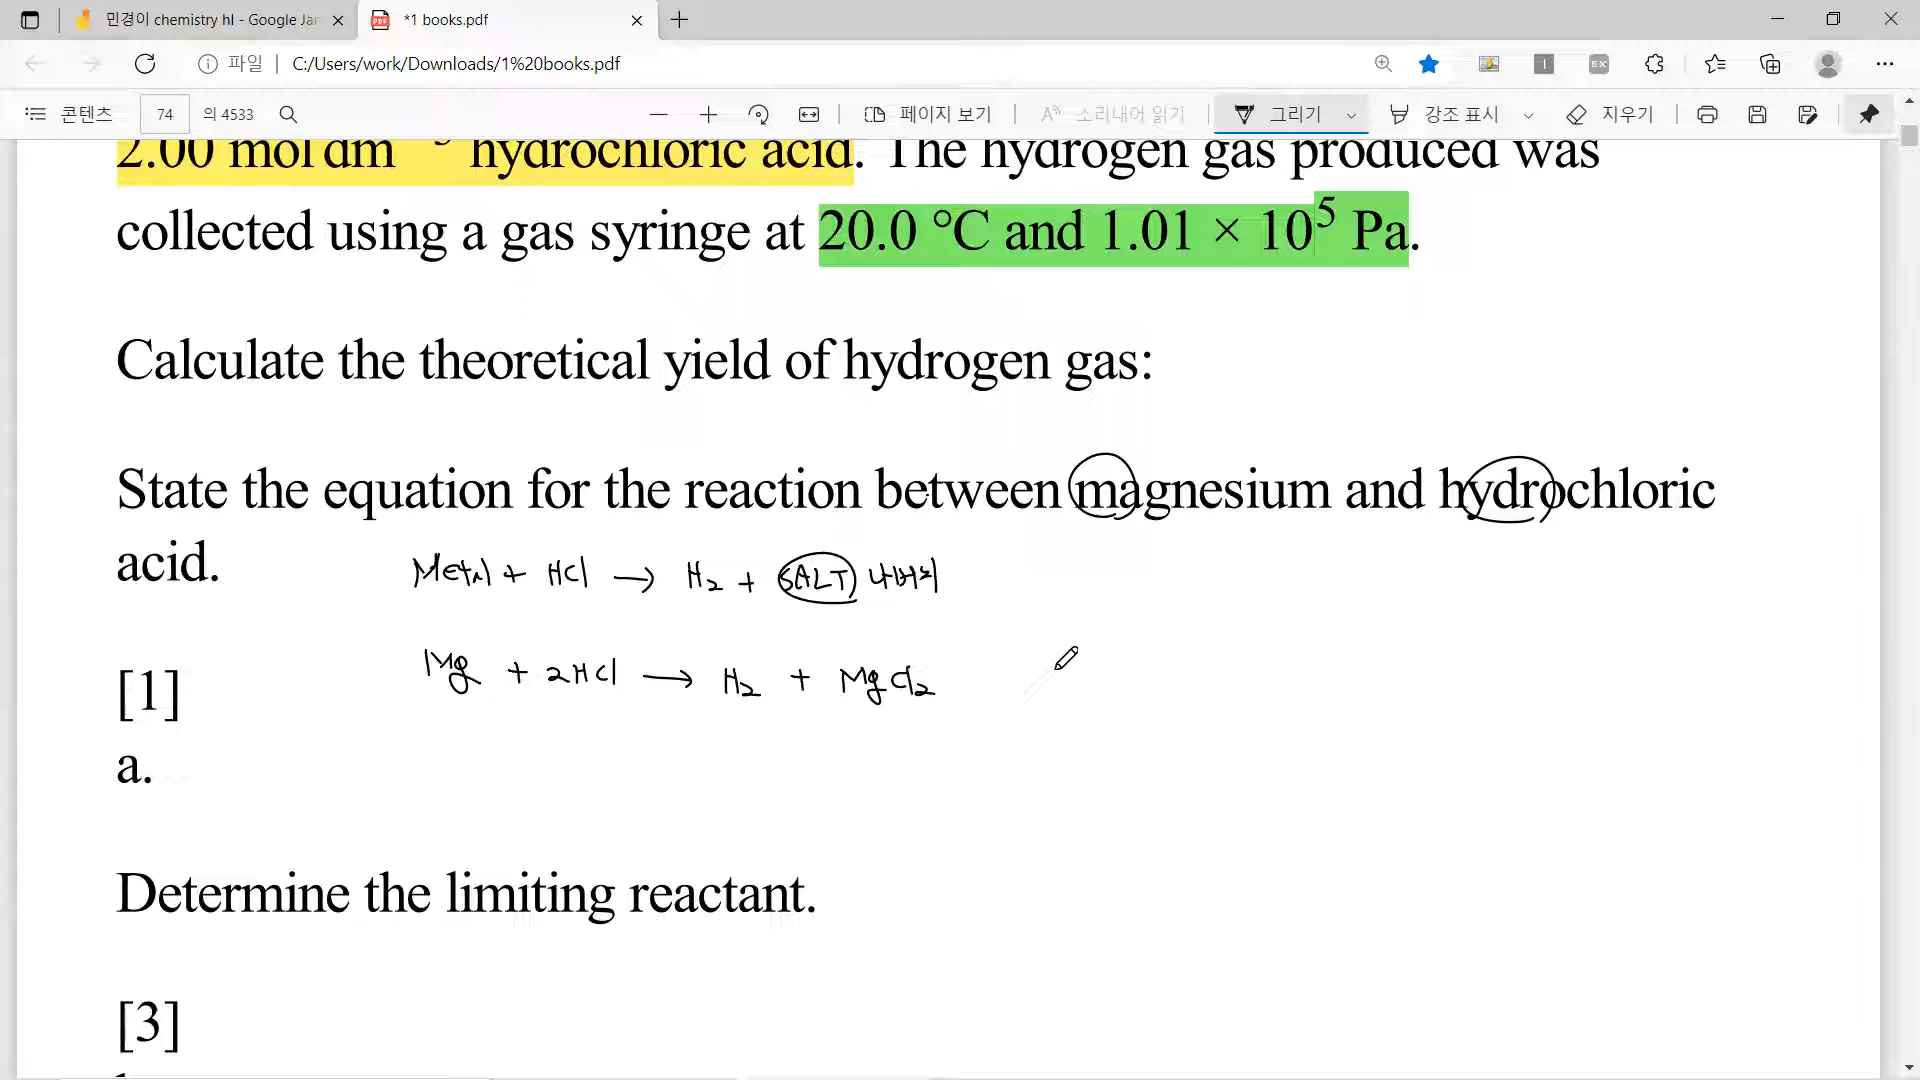 민경이 chemistry hl - Google Jar
*1 books.pdf
파일
C:/Users/work/Downloads/1%20books.pdf
콘텐츠
74
의 4533
페이지 보기
소리내어 읽기
그리기
강조 표시
지우기
2.00 mol dm⁻³ hydrochloric acid. The hydrogen gas produced was
collected using a gas syringe at 20.0 °C and 1.01 × 10⁵ Pa.
Calculate the theoretical yield of hydrogen gas:
State the equation for the reaction between magnesium and hydrochloric
acid.
Metal + HCl → H₂ + SALT 나머지
Mg + 2HCl → H₂ + MgCl₂
[1]
a.
Determine the limiting reactant.
[3]